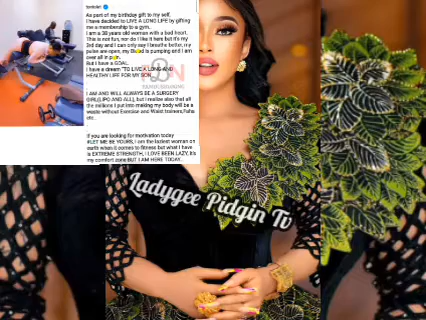 As part of my birthday gift to my self,
I have decided to LIVE A LONG LIFE by gifting
me a membership to a gym..
I am a 38 years old woman with a bad heart.
This is not fun, nor do I like it here but it's my
3rd day and I can only say I breathe better, my
pulse are open, my Blood is pumping and I am
over all in pain.
But I have a GOAL.
I have a dream "TO LIVE A LONG AND
HEALTHY LIFE FOR MY SON
I AM AND WILL ALWAYS BE A SURGERY
GIRL(LIPO AND ALL), but I realize also that all
the millions I put into making my body will be a
waste without Exercise and Waist trainers,Fajas
etc..
If you are looking for motivation today
#LET ME BE YOURS, I am the laziest woman on
earth when it comes to fitness but what I have
is EXTREME STRENGTH, I LOVE BEEN LAZY, it's
my comfort zone BUT I AM HERE TODAY
Ladygee Pidgin Tv